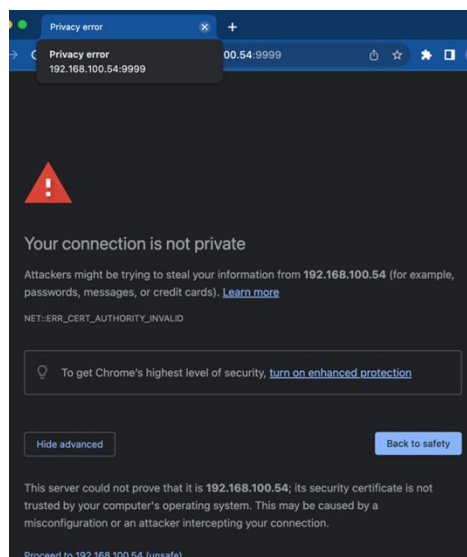 Privacy error
Privacy error
192.168.100.54:9999
00.54:9999
Your connection is not private
Attackers might be trying to steal your information from 192.168.100.54 (for example,
passwords, messages, or credit cards). Learn more
NET::ERR_CERT_AUTHORITY_INVALID
To get Chrome's highest level of security, turn on enhanced protection
Hide advanced
Back to safety
This server could not prove that it is 192.168.100.54; its security certificate is not
trusted by your computer's operating system. This may be caused by a
misconfiguration or an attacker intercepting your connection.
Proceed to 192.168.100.54 (unsafe)